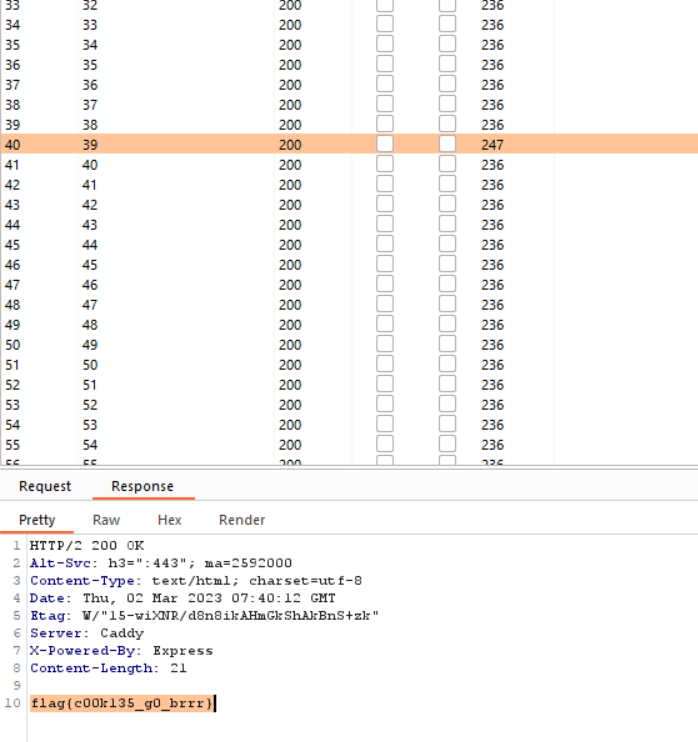 33 32 200 236
34 33 200 236
35 34 200 236
36 35 200 236
37 36 200 236
38 37 200 236
39 38 200 236
40 39 200 247
41 40 200 236
42 41 200 236
43 42 200 236
44 43 200 236
45 44 200 236
46 45 200 236
47 46 200 236
48 47 200 236
49 48 200 236
50 49 200 236
51 50 200 236
52 51 200 236
53 52 200 236
54 53 200 236
55 54 200 236
56 55 200 236
Request Response
Pretty Raw Hex Render
1 HTTP/2 200 OK
2 Alt-Svc: h3=":443"; ma=2592000
3 Content-Type: text/html; charset=utf-8
4 Date: Thu, 02 Mar 2023 07:40:12 GMT
5 Etag: W/"15-wiXNR/d8n8ikAHmGkShAkBnS+zk"
6 Server: Caddy
7 X-Powered-By: Express
8 Content-Length: 21
9
10 flag{c00k135_g0_brrr}